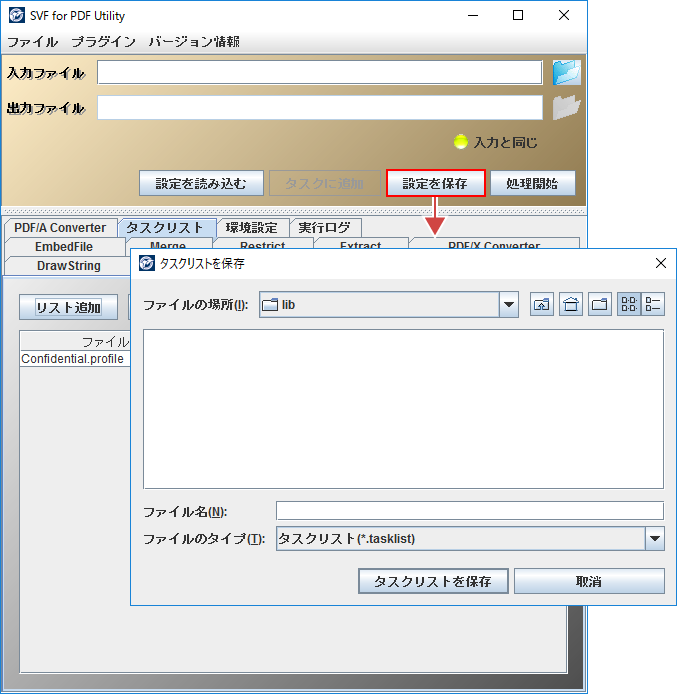 SVF for PDF Utility
ファイル プラグイン バージョン情報
入力ファイル
出力ファイル
入力と同じ
設定を読み込む タスクに追加 設定を保存 処理開始
PDF/A Converter タスクリスト 環境設定 実行ログ
EmbedFile Merge Restrict Extract PDF/X Converter
DrawString
タスクリストを保存
リスト追加
ファイルの場所(I): lib
ファイル
Confidential.profile
ファイル名(N):
ファイルのタイプ(T): タスクリスト(*.tasklist)
タスクリストを保存 取消